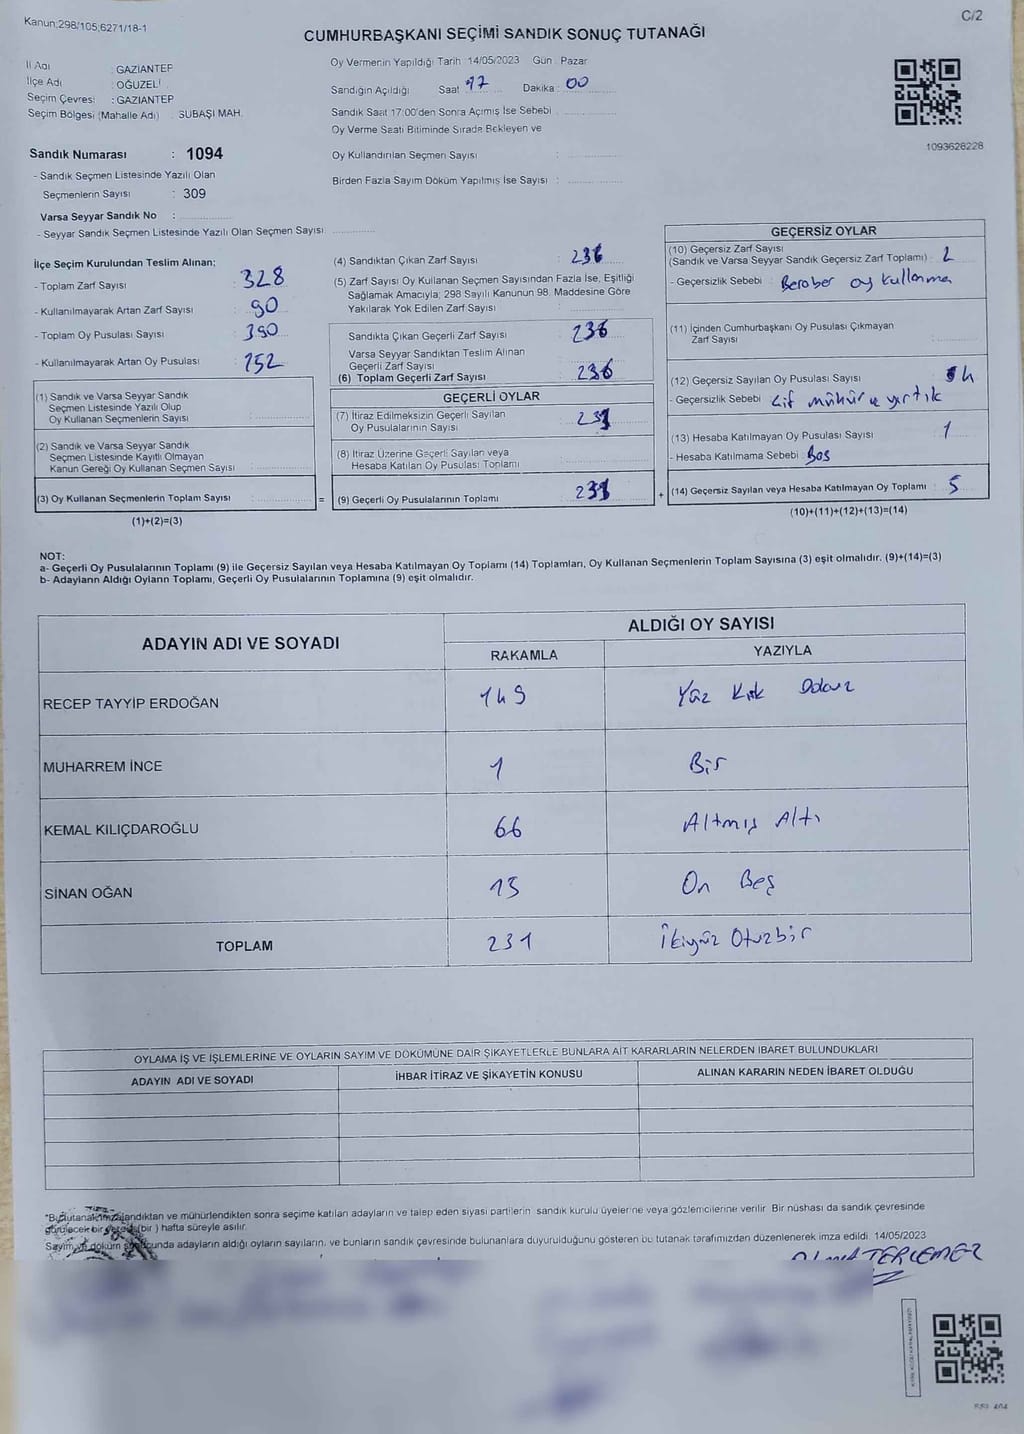 Kanun;298/105;6271/18-1
C/2
CUMHURBAŞKANI SEÇİMİ SANDIK SONUÇ TUTANAĞI
İl Adı : GAZİANTEP
İlçe Adı : OĞUZELİ
Seçim Çevresi : GAZİANTEP
Seçim Bölgesi (Mahalle Adı) : SUBAŞI MAH.
Oy Vermenin Yapıldığı Tarih :14/05/2023 Gün : Pazar
Sandığın Açıldığı Saat : 17 Dakika : 00
Sandık Saat 17:00'den Sonra Açımış İse Sebebi :
Oy Verme Saati Bitiminde Sırada Bekleyen ve
Oy Kullandırılan Seçmen Sayısı :
Birden Fazla Sayım Döküm Yapılmış İse Sayısı :
1093628228
Sandık Numarası : 1094
- Sandık Seçmen Listesinde Yazılı Olan
Seçmenlerin Sayısı : 309
Varsa Seyyar Sandık No :
- Seyyar Sandık Seçmen Listesinde Yazılı Olan Seçmen Sayısı :
İlçe Seçim Kurulundan Teslim Alınan;
- Toplam Zarf Sayısı : 328
- Kullanılmayarak Artan Zarf Sayısı : 90
- Toplam Oy Pusulası Sayısı : 390
- Kullanılmayarak Artan Oy Pusulası : 152
(1) Sandık ve Varsa Seyyar Sandık
Seçmen Listesinde Yazılı Olup
Oy Kullanan Seçmenlerin Sayısı :
(2) Sandık ve Varsa Seyyar Sandık
Seçmen Listesinde Kayıtlı Olmayan
Kanun Gereği Oy Kullanan Seçmen Sayısı :
(3) Oy Kullanan Seçmenlerin Toplam Sayısı : =
(1)+(2)=(3)
(4) Sandıktan Çıkan Zarf Sayısı : 236
(5) Zarf Sayısı Oy Kullanan Seçmen Sayısından Fazla İse, Eşitliği
Sağlamak Amacıyla; 298 Sayılı Kanunun 98. Maddesine Göre
Yakılarak Yok Edilen Zarf Sayısı :
Sandıkta Çıkan Geçerli Zarf Sayısı : 236
Varsa Seyyar Sandıktan Teslim Alınan
Geçerli Zarf Sayısı :
(6) Toplam Geçerli Zarf Sayısı : 236
GEÇERLİ OYLAR
(7) İtiraz Edilmeksizin Geçerli Sayılan
Oy Pusulalarının Sayısı : 231
(8) İtiraz Üzerine Geçerli Sayılan veya
Hesaba Katılan Oy Pusulası Toplamı :
(9) Geçerli Oy Pusulalarının Toplamı : 231 +
GEÇERSİZ OYLAR
(10) Geçersiz Zarf Sayısı
(Sandık ve Varsa Seyyar Sandık Geçersiz Zarf Toplamı) : 2
- Geçersizlik Sebebi : Beraber oy kullanma
(11) İçinden Cumhurbaşkanı Oy Pusulası Çıkmayan
Zarf Sayısı :
(12) Geçersiz Sayılan Oy Pusulası Sayısı : 4
- Geçersizlik Sebebi : Çif mühür ve yırtık
(13) Hesaba Katılmayan Oy Pusulası Sayısı : 1
- Hesaba Katılmama Sebebi : Boş
(14) Geçersiz Sayılan veya Hesaba Katılmayan Oy Toplamı : 5
(10)+(11)+(12)+(13)=(14)
NOT:
a- Geçerli Oy Pusulalarının Toplamı (9) ile Geçersiz Sayılan veya Hesaba Katılmayan Oy Toplamı (14) Toplamları, Oy Kullanan Seçmenlerin Toplam Sayısına (3) eşit olmalıdır. (9)+(14)=(3)
b- Adayların Aldığı Oyların Toplamı, Geçerli Oy Pusulalarının Toplamına (9) eşit olmalıdır.
ADAYIN ADI VE SOYADI
ALDIĞI OY SAYISI
RAKAMLA YAZIYLA
RECEP TAYYİP ERDOĞAN 149 Yüz Kırk Dokuz
MUHARREM İNCE 1 Bir
KEMAL KILIÇDAROĞLU 66 Altmış Altı
SİNAN OĞAN 15 On Beş
TOPLAM 231 İkiyüz Otuzbir
OYLAMA İŞ VE İŞLEMLERİNE VE OYLARIN SAYIM VE DÖKÜMÜNE DAİR ŞİKAYETLERLE BUNLARA AİT KARARLARIN NELERDEN İBARET BULUNDUKLARI
ADAYIN ADI VE SOYADI İHBAR İTİRAZ VE ŞİKAYETİN KONUSU ALINAN KARARIN NEDEN İBARET OLDUĞU
*Bu tutanak imzalandıktan ve mühürlendikten sonra seçime katılan adayların ve talep eden siyasi partilerin sandık kurulu üyelerine veya gözlemcilerine verilir. Bir nüshası da sandık çevresinde
görülecek bir yere (bir) hafta süreyle asılır.
Sayım ve döküm sonucunda adayların aldığı oyların sayıların, ve bunların sandık çevresinde bulunanlara duyurulduğunu gösteren bu tutanak tarafımızdan düzenlenerek imza edildi. 14/05/2023
TERLEMEZ